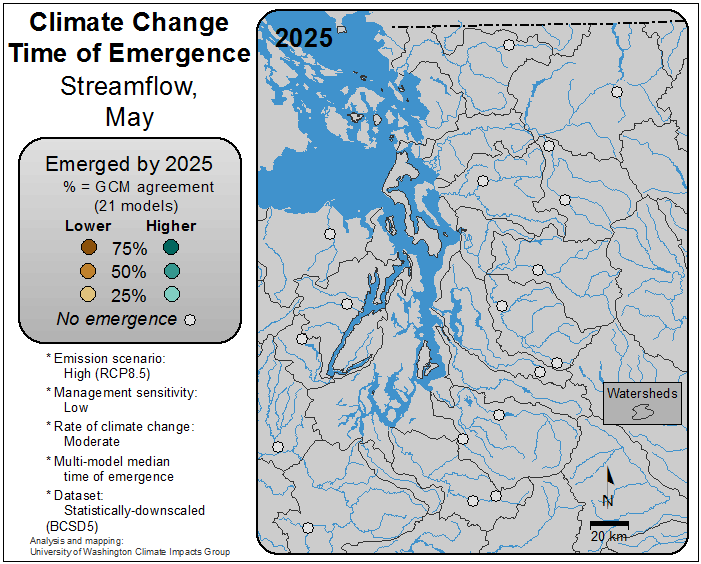 Climate Change
Time of Emergence
Streamflow,
May
Emerged by 2025
% = GCM agreement
(21 models)
Lower Higher
75%
50%
25%
No emergence
* Emission scenario:
High (RCP8.5)
* Management sensitivity:
Low
* Rate of climate change:
Moderate
* Multi-model median
time of emergence
* Dataset:
Statistically-downscaled
(BCSD5)
Analysis and mapping:
University of Washington Climate Impacts Group
2025
Watersheds
N
20 km